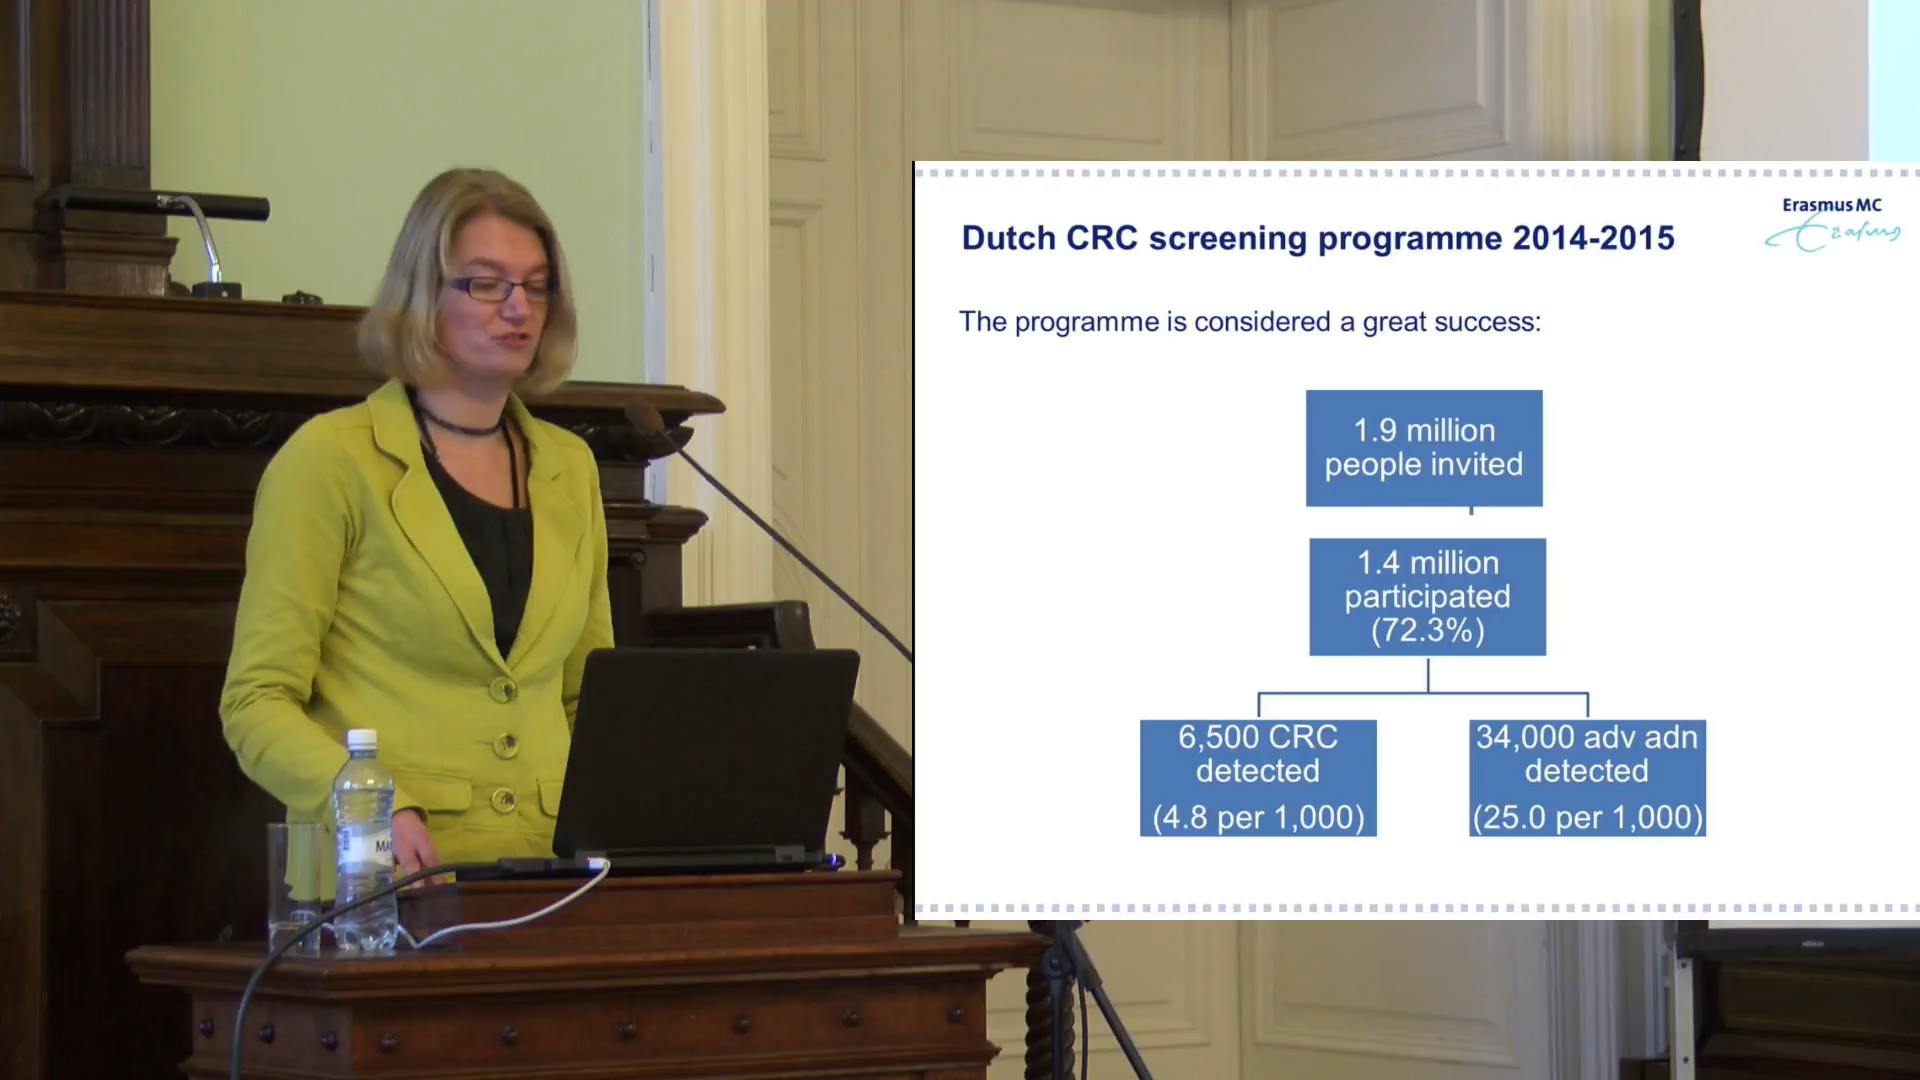 Erasmus MC
Erasmus
Dutch CRC screening programme 2014-2015
The programme is considered a great success:
1.9 million
people invited
1.4 million
participated
(72.3%)
6,500 CRC
detected
(4.8 per 1,000)
34,000 adv adn
detected
(25.0 per 1,000)